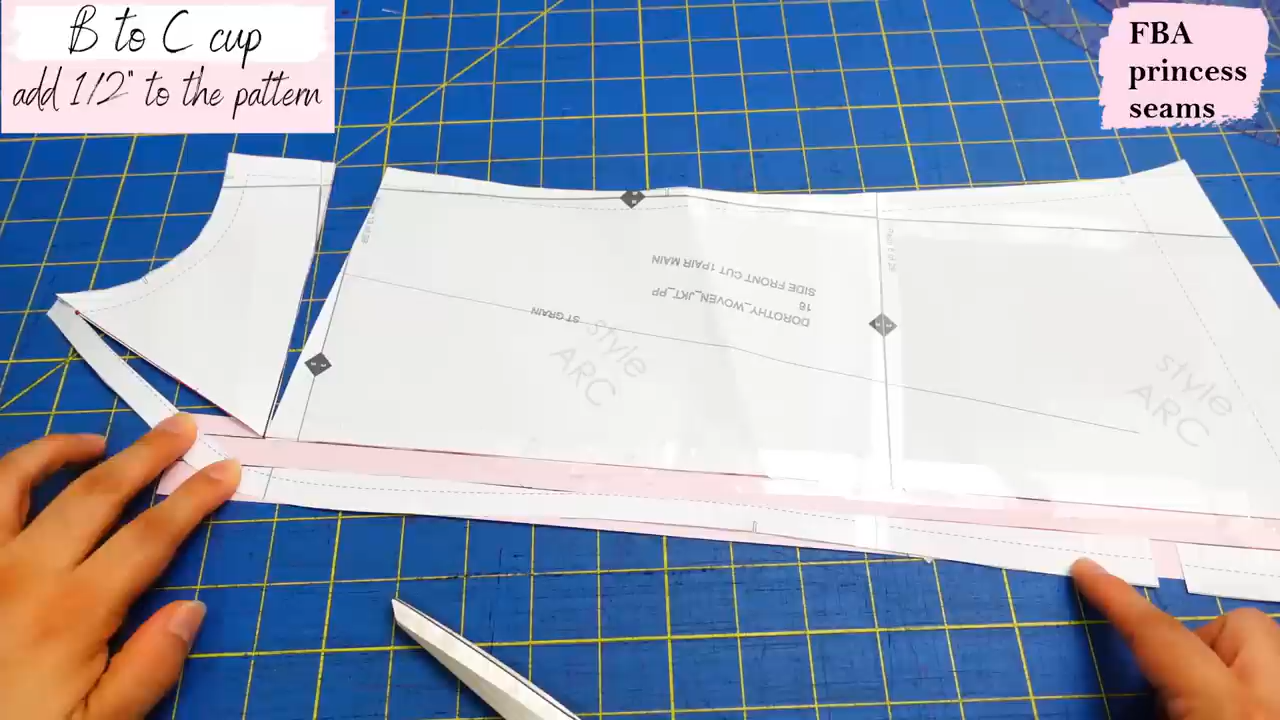 B to C cup
add 1/2" to the pattern
FBA
princess
seams
SIDE FRONT CUT 1PAIR MAIN
DOROTHY_WOVEN_JKT_PP
16
ST GRAIN
style
ARC
style
ARC